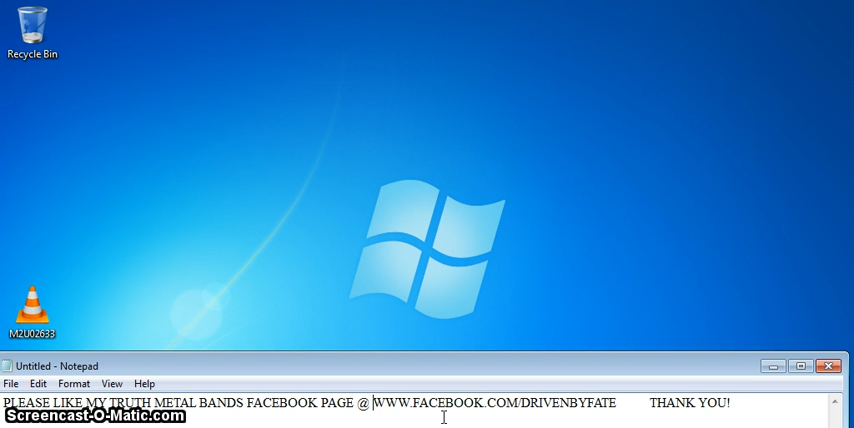 Recycle Bin
M2U02633
Untitled - Notepad
File Edit Format View Help
PLEASE LIKE MY TRUTH METAL BANDS FACEBOOK PAGE @ WWW.FACEBOOK.COM/DRIVENBYFATE THANK YOU!
Screencast-O-Matic.com